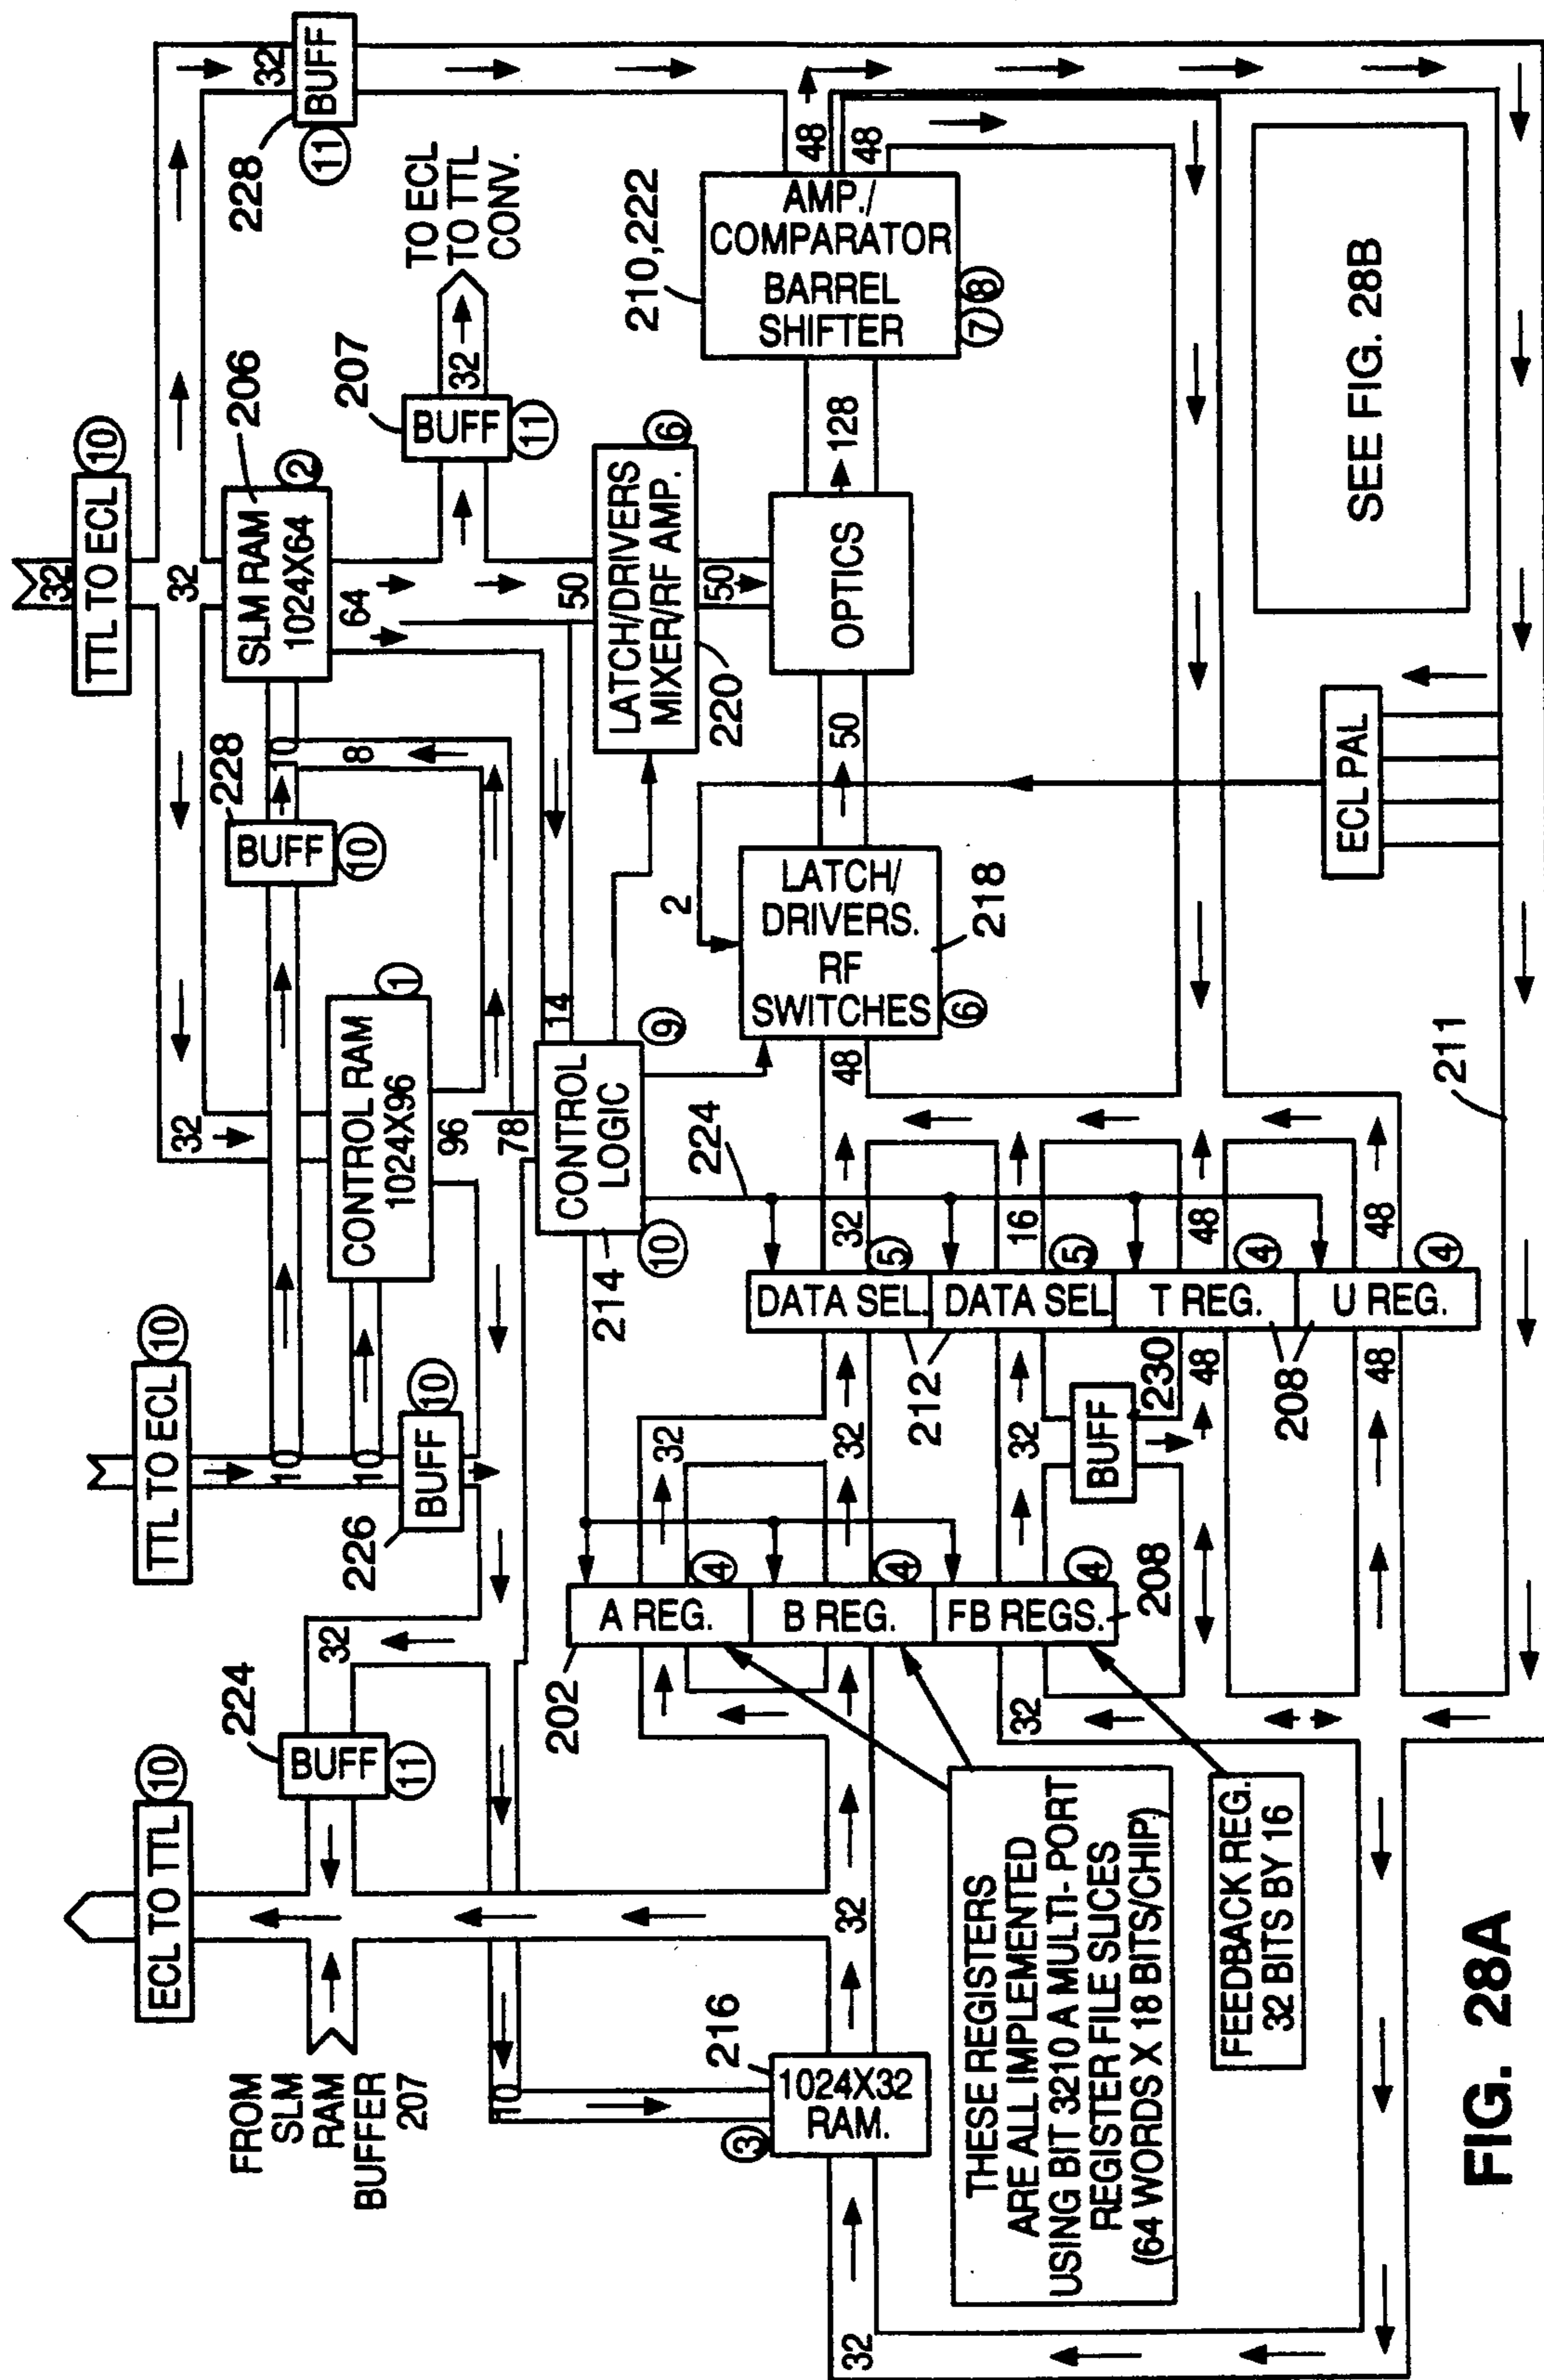 FROM
SLM
RAM
BUFFER
207
ECL TO TTL
10
224
BUFF
11
32
TTL TO ECL
10
10
10
226
BUFF
10
TTL TO ECL
10
32
32
32
228
BUFF
10
10
8
SLM RAM
1024X64
2
206
64
32
228
BUFF
11
TO ECL
TO TTL
CONV.
207
BUFF
11
32
CONTROL RAM
1024X96
1
96
78
14
CONTROL
LOGIC
9
10
214
224
50
LATCH/DRIVERS
MIXER/RF AMP.
6
220
50
OPTICS
50
128
210,222
AMP./
COMPARATOR
BARREL
SHIFTER
7
8
48
48
2
LATCH/
DRIVERS.
RF
SWITCHES
6
218
48
10
216
1024X32
RAM.
3
32
32
202
A REG.
4
B REG.
4
FB REGS.
4
208
32
32
32
32
212
DATA SEL.
5
DATA SEL
5
T REG.
4
U REG.
4
32
16
48
48
BUFF
230
48
48
208
ECL PAL
211
SEE FIG. 28B
THESE REGISTERS
ARE ALL IMPLEMENTED
USING BIT 3210 A MULTI-PORT
REGISTER FILE SLICES
(64 WORDS X 18 BITS/CHIP)
FEEDBACK REG.
32 BITS BY 16
FIG. 28A